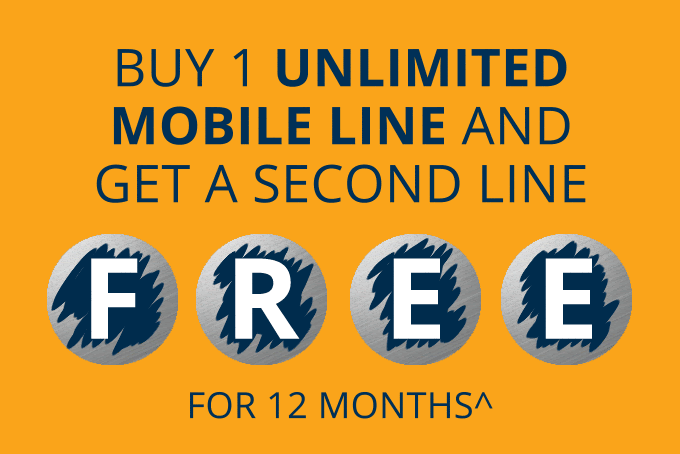 BUY 1 UNLIMITED
MOBILE LINE AND
GET A SECOND LINE
FREE
FOR 12 MONTHS^